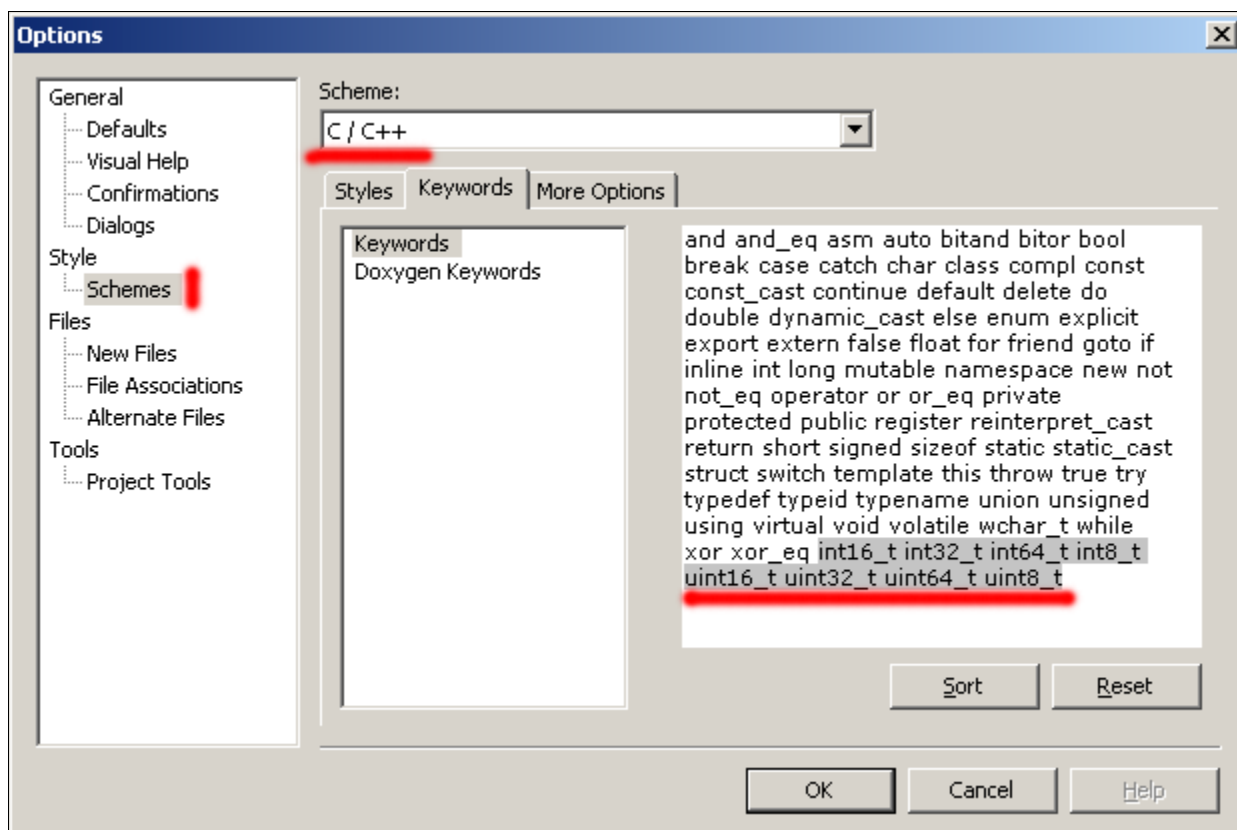 Options
General
Defaults
Visual Help
Confirmations
Dialogs
Style
Schemes
Files
New Files
File Associations
Alternate Files
Tools
Project Tools
Scheme:
C / C++
Styles Keywords More Options
Keywords
Doxygen Keywords
and and_eq asm auto bitand bitor bool
break case catch char class compl const
const_cast continue default delete do
double dynamic_cast else enum explicit
export extern false float for friend goto if
inline int long mutable namespace new not
not_eq operator or or_eq private
protected public register reinterpret_cast
return short signed sizeof static static_cast
struct switch template this throw true try
typedef typeid typename union unsigned
using virtual void volatile wchar_t while
xor xor_eq int16_t int32_t int64_t int8_t
uint16_t uint32_t uint64_t uint8_t
Sort Reset
OK Cancel Help